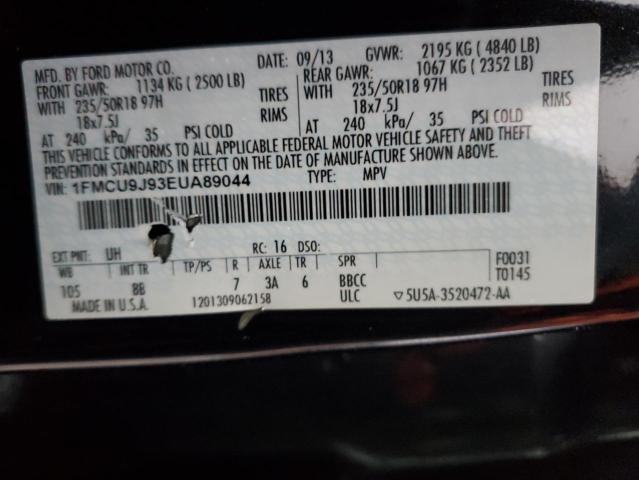 MFD. BY FORD MOTOR CO. DATE: 09/13 GVWR: 2195 KG ( 4840 LB)
FRONT GAWR: 1134 KG ( 2500 LB) REAR GAWR: 1067 KG ( 2352 LB)
WITH 235/50R18 97H TIRES WITH 235/50R18 97H TIRES
18x7.5J RIMS 18x7.5J RIMS
AT 240 kPa/ 35 PSI COLD AT 240 kPa/ 35 PSI COLD
THIS VEHICLE CONFORMS TO ALL APPLICABLE FEDERAL MOTOR VEHICLE SAFETY AND THEFT
PREVENTION STANDARDS IN EFFECT ON THE DATE OF MANUFACTURE SHOWN ABOVE.
VIN: 1FMCU9J93EUA89044 TYPE: MPV
EXT PNT: UH RC: 16 DSO: F0031
WB INT TR TP/PS R AXLE TR SPR T0145
105 8B 7 3A 6 BBCC
MADE IN U.S.A. 1201309062158 ULC ▽5U5A-3520472-AA